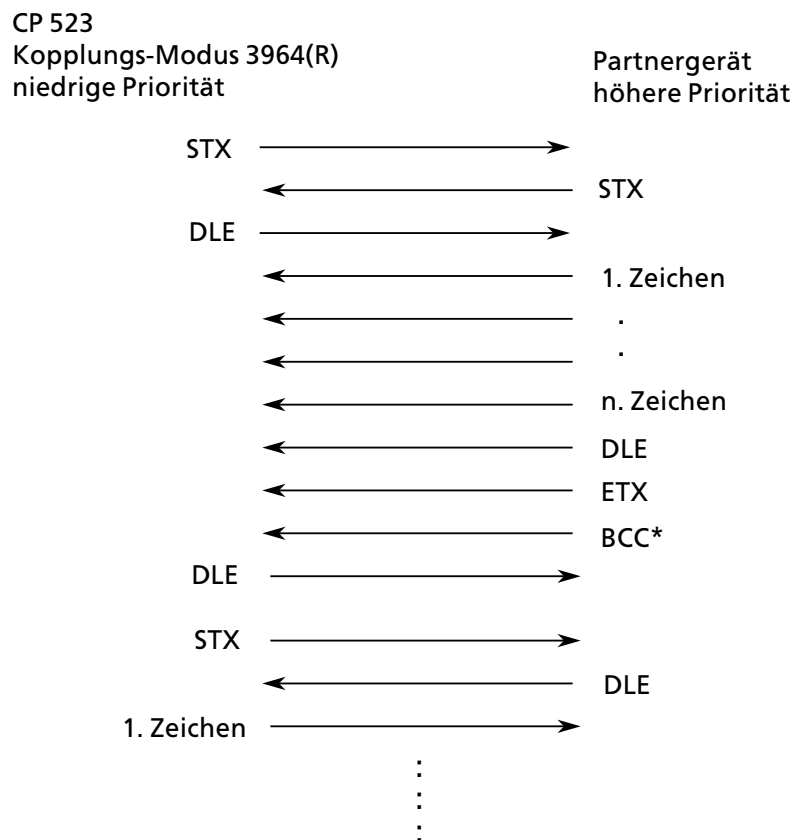 CP 523
Kopplungs-Modus 3964(R)
niedrige Priorität
Partnergerät
höhere Priorität
STX
STX
DLE
1. Zeichen
.
.
n. Zeichen
DLE
ETX
BCC*
DLE
STX
DLE
1. Zeichen